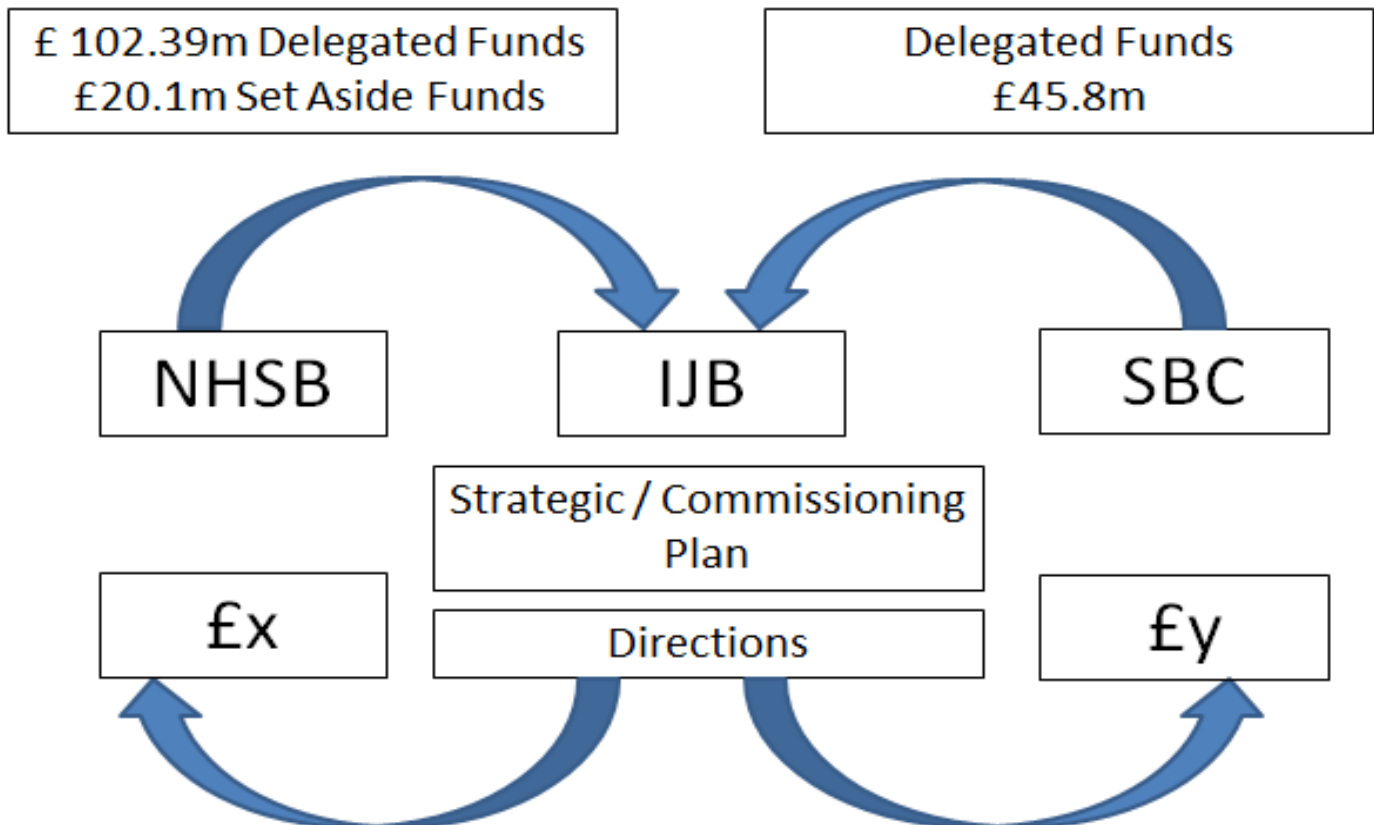 £ 102.39m Delegated Funds
£20.1m Set Aside Funds
Delegated Funds
£45.8m
NHSB
IJB
SBC
Strategic / Commissioning
Plan
£x
Directions
£y